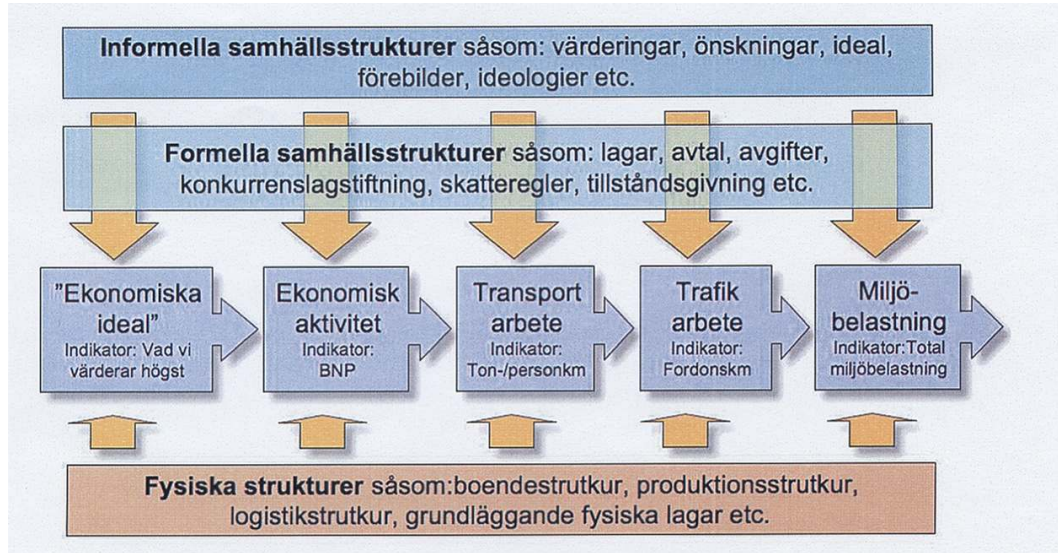 Informella samhällsstrukturer såsom: värderingar, önskningar, ideal,
förebilder, ideologier etc.
Formella samhällsstrukturer såsom: lagar, avtal, avgifter,
konkurrenslagstiftning, skatteregler, tillståndsgivning etc.
”Ekonomiska
ideal”
Indikator: Vad vi
värderar högst
Ekonomisk
aktivitet
Indikator:
BNP
Transport
arbete
Indikator:
Ton-/personkm
Trafik
arbete
Indikator:
Fordonskm
Miljö-
belastning
Indikator:Total
miljöbelastning
Fysiska strukturer såsom:boendestrutkur, produktionsstrutkur,
logistikstrutkur, grundläggande fysiska lagar etc.